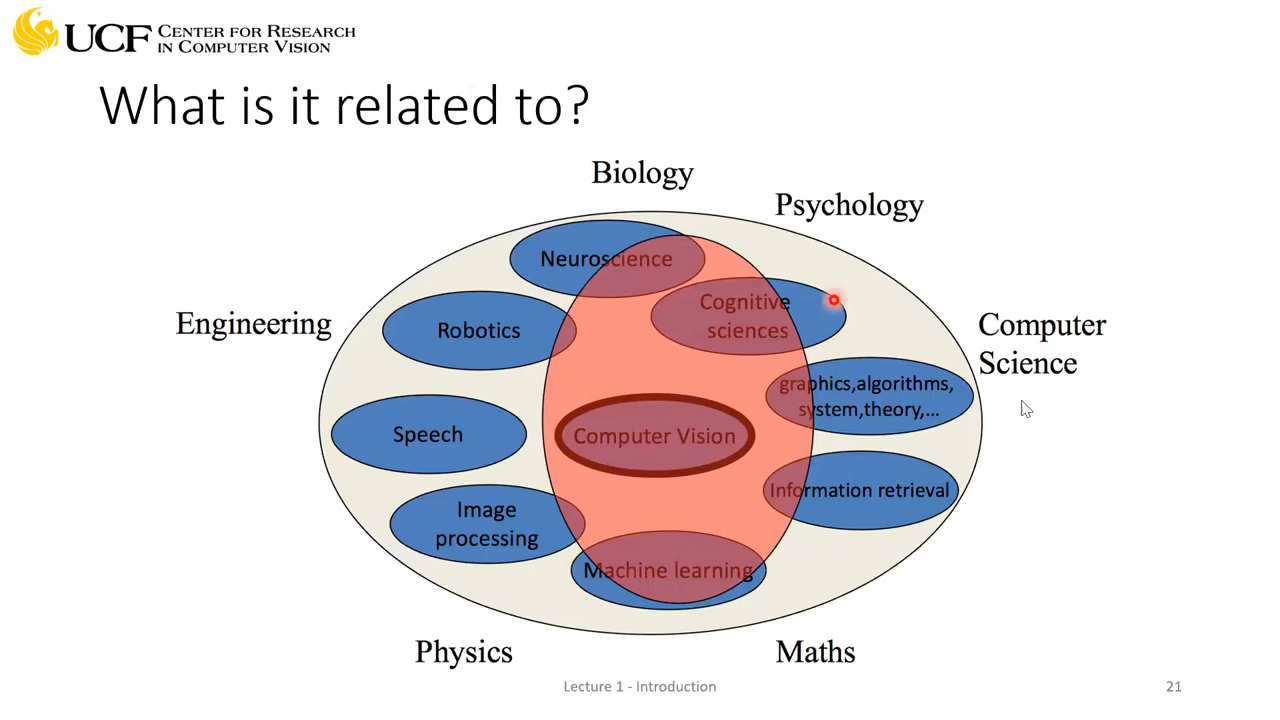 UCF CENTER FOR RESEARCH
IN COMPUTER VISION
What is it related to?
Biology
Psychology
Neuroscience
Cognitive
sciences
Engineering
Robotics
Computer
Science
graphics,algorithms,
system,theory,...
Speech
Computer Vision
Information retrieval
Image
processing
Machine learning
Physics
Maths
Lecture 1 - Introduction
21